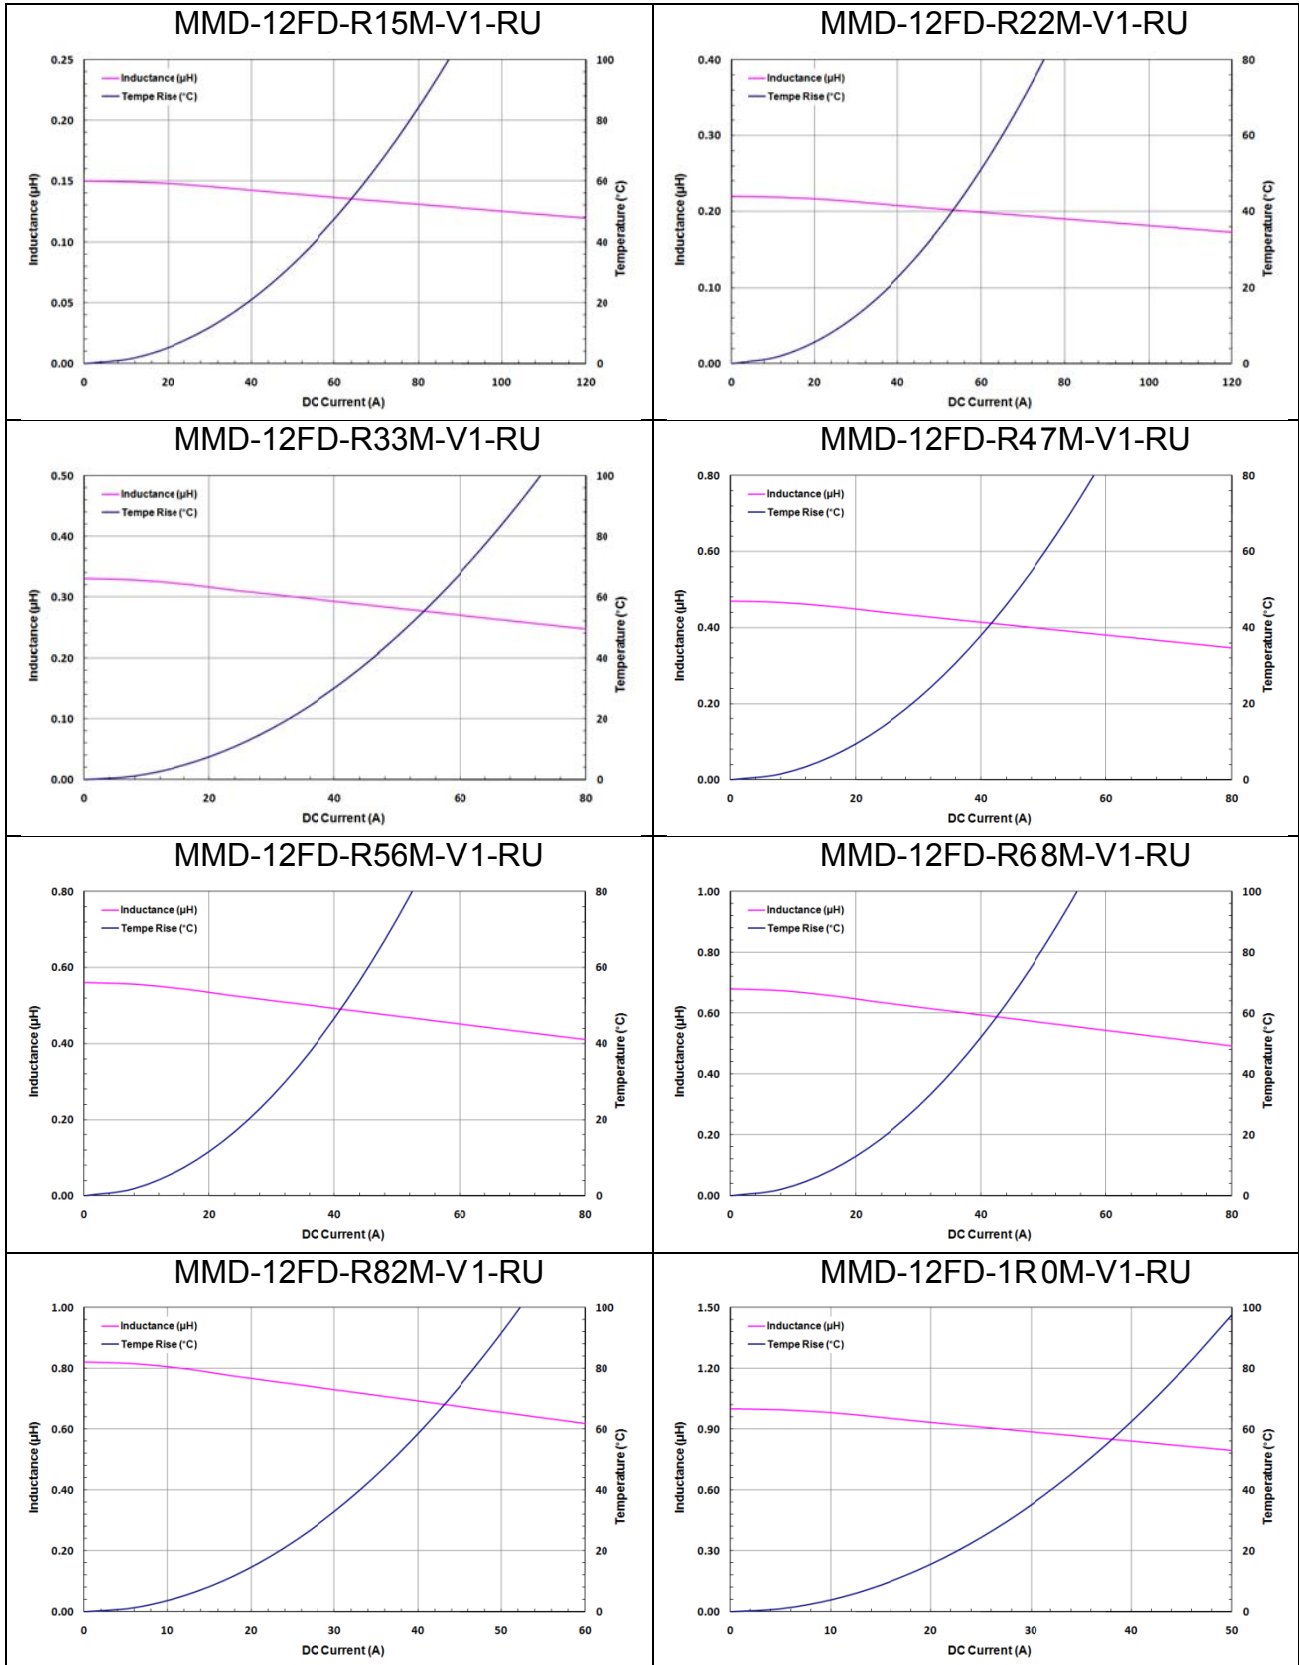 MMD-12FD-R15M-V1-RU
Inductance (µH)
Tempe Rise (°C)
0.25
0.20
0.15
0.10
0.05
0.00
100
80
60
40
20
0
0 20 40 60 80 100 120
Inductance (µH)
Temperature (°C)
DC Current (A)
MMD-12FD-R22M-V1-RU
Inductance (µH)
Tempe Rise (°C)
0.40
0.30
0.20
0.10
0.00
80
60
40
20
0
0 20 40 60 80 100 120
Inductance (µH)
Temperature (°C)
DC Current (A)
MMD-12FD-R33M-V1-RU
Inductance (µH)
Tempe Rise (°C)
0.50
0.40
0.30
0.20
0.10
0.00
100
80
60
40
20
0
0 20 40 60 80
Inductance (µH)
Temperature (°C)
DC Current (A)
MMD-12FD-R47M-V1-RU
Inductance (µH)
Tempe Rise (°C)
0.80
0.60
0.40
0.20
0.00
80
60
40
20
0
0 20 40 60 80
Inductance (µH)
Temperature (°C)
DC Current (A)
MMD-12FD-R56M-V1-RU
Inductance (µH)
Tempe Rise (°C)
0.80
0.60
0.40
0.20
0.00
80
60
40
20
0
0 20 40 60 80
Inductance (µH)
Temperature (°C)
DC Current (A)
MMD-12FD-R68M-V1-RU
Inductance (µH)
Tempe Rise (°C)
1.00
0.80
0.60
0.40
0.20
0.00
100
80
60
40
20
0
0 20 40 60 80
Inductance (µH)
Temperature (°C)
DC Current (A)
MMD-12FD-R82M-V1-RU
Inductance (µH)
Tempe Rise (°C)
1.00
0.80
0.60
0.40
0.20
0.00
100
80
60
40
20
0
0 10 20 30 40 50 60
Inductance (µH)
Temperature (°C)
DC Current (A)
MMD-12FD-1R0M-V1-RU
Inductance (µH)
Tempe Rise (°C)
1.50
1.20
0.90
0.60
0.30
0.00
100
80
60
40
20
0
0 10 20 30 40 50
Inductance (µH)
Temperature (°C)
DC Current (A)